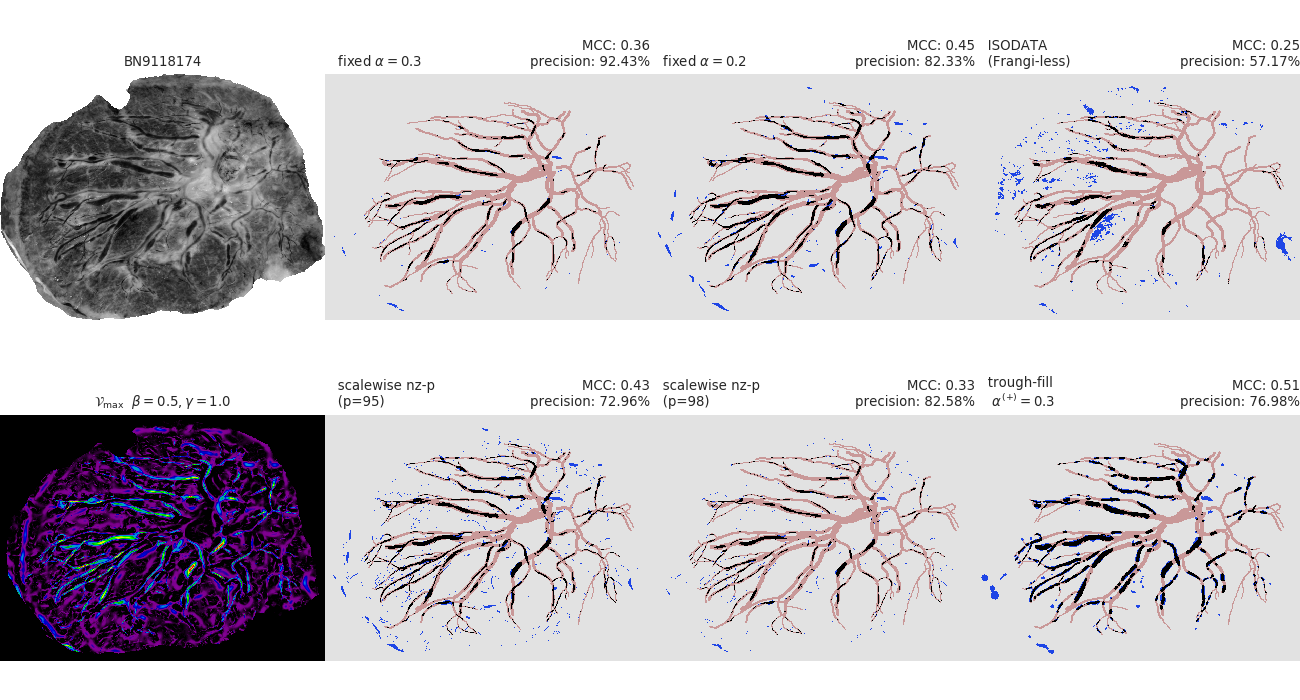 BN9118174
fixed α = 0.3
MCC: 0.36
precision: 92.43%
fixed α = 0.2
MCC: 0.45
precision: 82.33%
ISODATA
(Frangi-less)
MCC: 0.25
precision: 57.17%
𝒱max β = 0.5, γ = 1.0
scalewise nz-p
(p=95)
MCC: 0.43
precision: 72.96%
scalewise nz-p
(p=98)
MCC: 0.33
precision: 82.58%
trough-fill
α(+) = 0.3
MCC: 0.51
precision: 76.98%